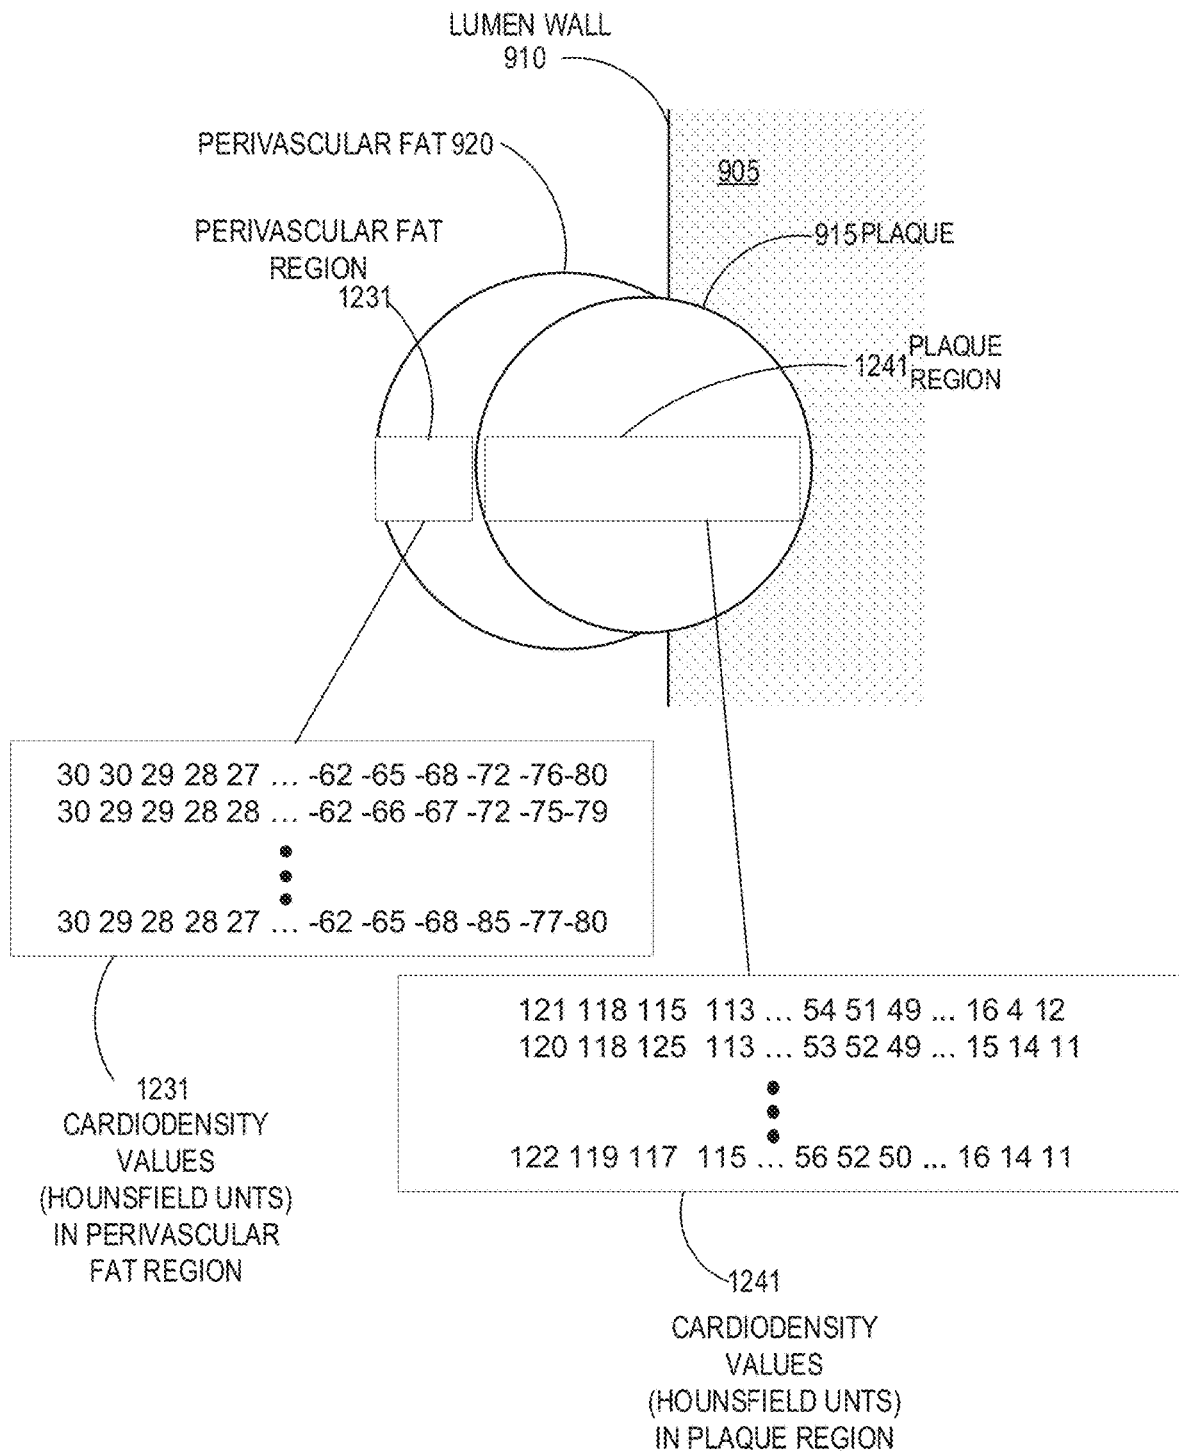 LUMEN WALL
910
PERIVASCULAR FAT 920
905
PERIVASCULAR FAT
REGION
1231
915 PLAQUE
1241 PLAQUE
REGION
30 30 29 28 27 ... -62 -65 -68 -72 -76-80
30 29 29 28 28 ... -62 -66 -67 -72 -75-79
30 29 28 28 27 ... -62 -65 -68 -85 -77-80
121 118 115 113 ... 54 51 49 ... 16 4 12
120 118 125 113 ... 53 52 49 ... 15 14 11
122 119 117 115 ... 56 52 50 ... 16 14 11
1231
CARDIODENSITY
VALUES
(HOUNSFIELD UNTS)
IN PERIVASCULAR
FAT REGION
1241
CARDIODENSITY
VALUES
(HOUNSFIELD UNTS)
IN PLAQUE REGION